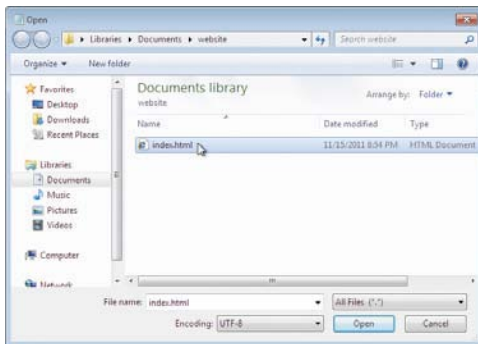 Open
Libraries ▸ Documents ▸ website
Search website
Organize ▾ New folder
Favorites
Desktop
Downloads
Recent Places
Libraries
Documents
Music
Pictures
Videos
Computer
Network
Documents library
website
Arrange by: Folder ▾
Name Date modified Type
index.html 11/15/2011 8:54 PM HTML Document
File name: index.html All Files (*.*)
Encoding: UTF-8 Open Cancel